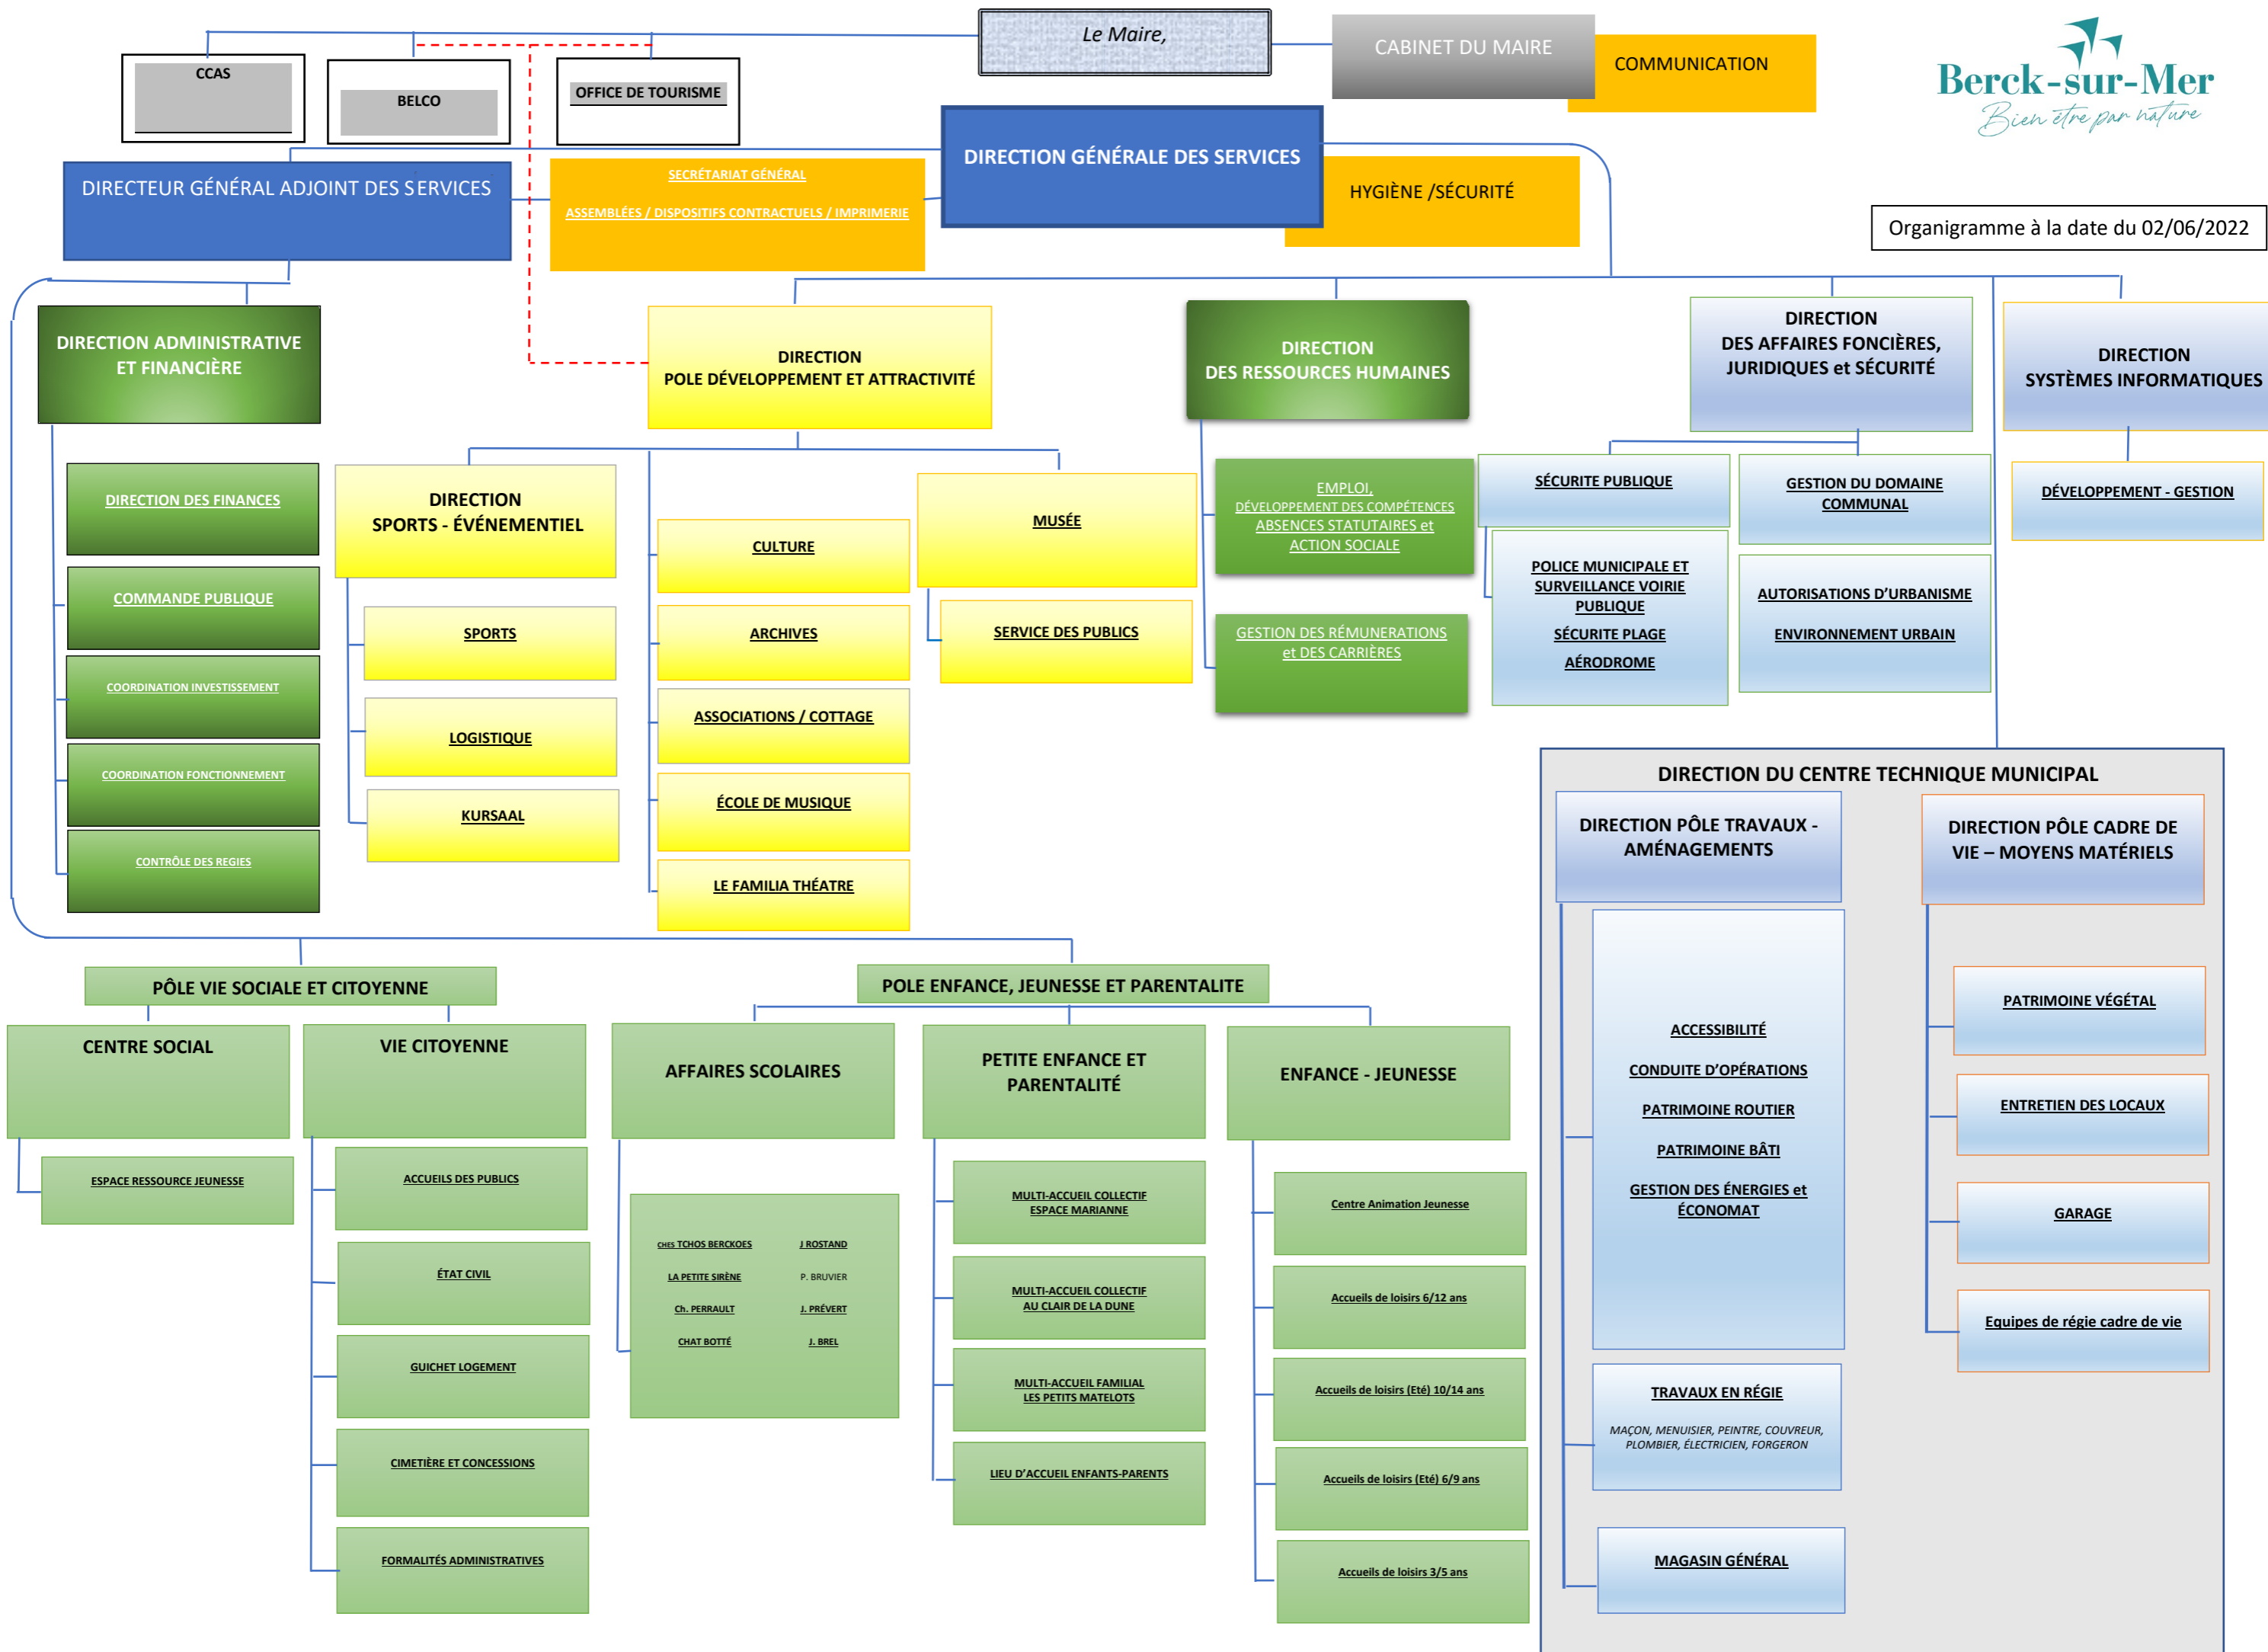 Le Maire,
CABINET DU MAIRE
COMMUNICATION
Berck-sur-Mer
Bien être par nature
CCAS
BELCO
OFFICE DE TOURISME
DIRECTION GÉNÉRALE DES SERVICES
DIRECTEUR GÉNÉRAL ADJOINT DES SERVICES
SECRÉTARIAT GÉNÉRAL
ASSEMBLÉES / DISPOSITIFS CONTRACTUELS / IMPRIMERIE
HYGIÈNE /SÉCURITÉ
Organigramme à la date du 02/06/2022
DIRECTION ADMINISTRATIVE
ET FINANCIÈRE
DIRECTION
POLE DÉVELOPPEMENT ET ATTRACTIVITÉ
DIRECTION
DES RESSOURCES HUMAINES
DIRECTION
DES AFFAIRES FONCIÈRES,
JURIDIQUES et SÉCURITÉ
DIRECTION
SYSTÈMES INFORMATIQUES
DIRECTION DES FINANCES
COMMANDE PUBLIQUE
COORDINATION INVESTISSEMENT
COORDINATION FONCTIONNEMENT
CONTRÔLE DES REGIES
DIRECTION
SPORTS - ÉVÉNEMENTIEL
SPORTS
LOGISTIQUE
KURSAAL
CULTURE
ARCHIVES
ASSOCIATIONS / COTTAGE
ÉCOLE DE MUSIQUE
LE FAMILIA THÉATRE
MUSÉE
SERVICE DES PUBLICS
EMPLOI,
DÉVELOPPEMENT DES COMPÉTENCES
ABSENCES STATUTAIRES et
ACTION SOCIALE
GESTION DES RÉMUNERATIONS
et DES CARRIÈRES
SÉCURITE PUBLIQUE
POLICE MUNICIPALE ET
SURVEILLANCE VOIRIE
PUBLIQUE
SÉCURITE PLAGE
AÉRODROME
GESTION DU DOMAINE
COMMUNAL
AUTORISATIONS D'URBANISME
ENVIRONNEMENT URBAIN
DÉVELOPPEMENT - GESTION
DIRECTION DU CENTRE TECHNIQUE MUNICIPAL
DIRECTION PÔLE TRAVAUX -
AMÉNAGEMENTS
ACCESSIBILITÉ
CONDUITE D'OPÉRATIONS
PATRIMOINE ROUTIER
PATRIMOINE BÂTI
GESTION DES ÉNERGIES et
ÉCONOMAT
TRAVAUX EN RÉGIE
MAÇON, MENUISIER, PEINTRE, COUVREUR,
PLOMBIER, ÉLECTRICIEN, FORGERON
MAGASIN GÉNÉRAL
DIRECTION PÔLE CADRE DE
VIE – MOYENS MATÉRIELS
PATRIMOINE VÉGÉTAL
ENTRETIEN DES LOCAUX
GARAGE
Equipes de régie cadre de vie
PÔLE VIE SOCIALE ET CITOYENNE
CENTRE SOCIAL
ESPACE RESSOURCE JEUNESSE
VIE CITOYENNE
ACCUEILS DES PUBLICS
ÉTAT CIVIL
GUICHET LOGEMENT
CIMETIÈRE ET CONCESSIONS
FORMALITÉS ADMINISTRATIVES
POLE ENFANCE, JEUNESSE ET PARENTALITE
AFFAIRES SCOLAIRES
CHES TCHOS BERCKOES J ROSTAND
LA PETITE SIRÈNE P. BRUVIER
Ch. PERRAULT J. PRÉVERT
CHAT BOTTÉ J. BREL
PETITE ENFANCE ET
PARENTALITÉ
MULTI-ACCUEIL COLLECTIF
ESPACE MARIANNE
MULTI-ACCUEIL COLLECTIF
AU CLAIR DE LA DUNE
MULTI-ACCUEIL FAMILIAL
LES PETITS MATELOTS
LIEU D'ACCUEIL ENFANTS-PARENTS
ENFANCE - JEUNESSE
Centre Animation Jeunesse
Accueils de loisirs 6/12 ans
Accueils de loisirs (Eté) 10/14 ans
Accueils de loisirs (Eté) 6/9 ans
Accueils de loisirs 3/5 ans